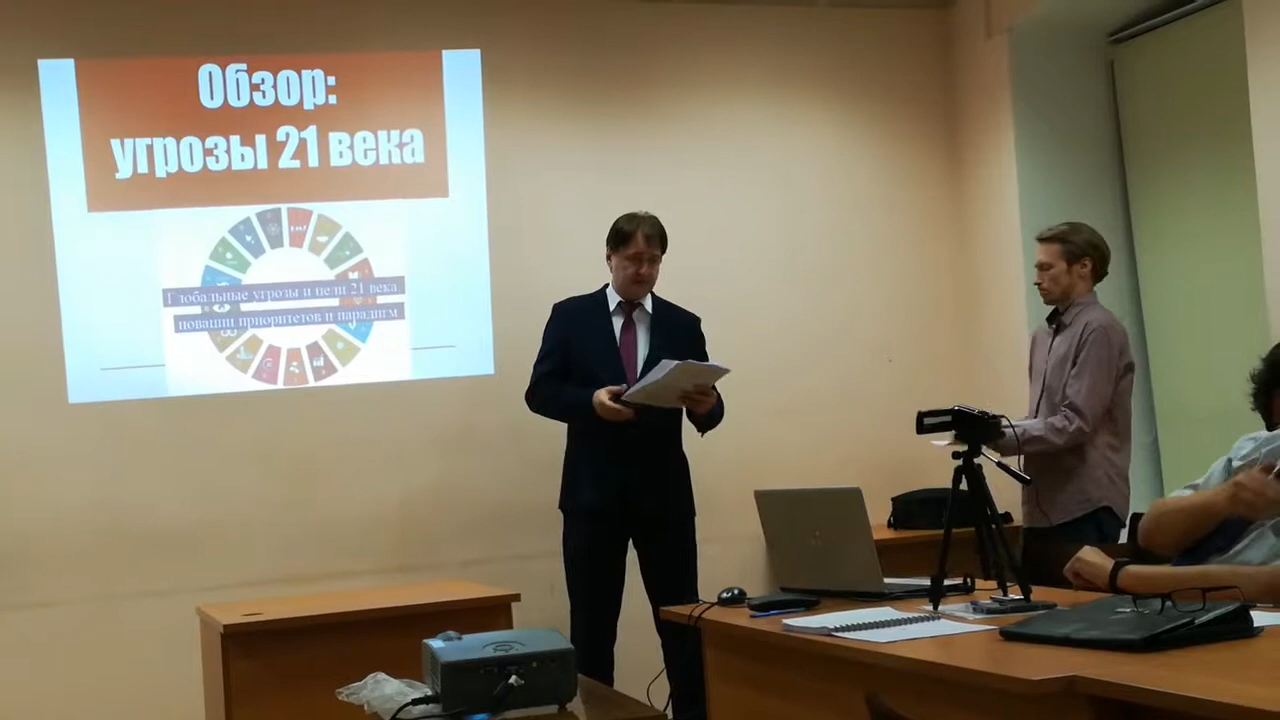 Обзор:
угрозы 21 века
Глобальные угрозы и цели 21 века.
новации приоритетов и парадигм